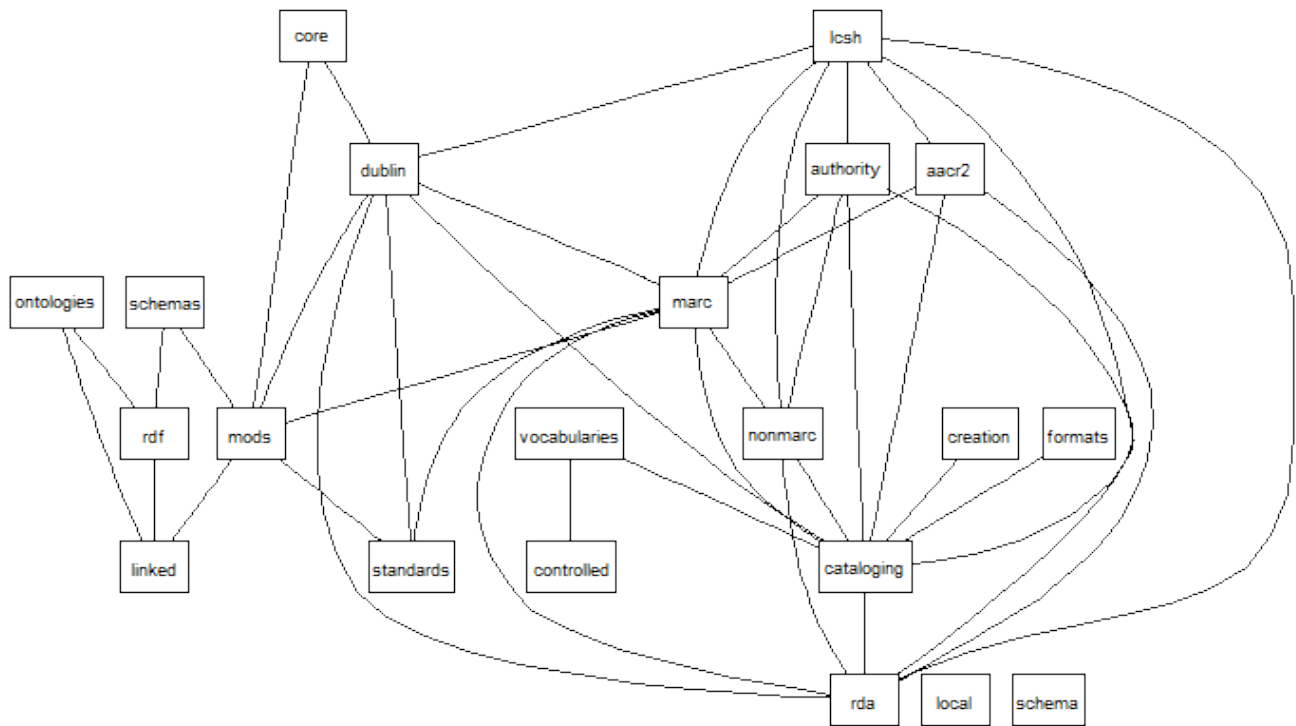 core
lcsh
dublin
authority
aacr2
ontologies
schemas
marc
rdf
mods
vocabularies
nonmarc
creation
formats
linked
standards
controlled
cataloging
rda
local
schema